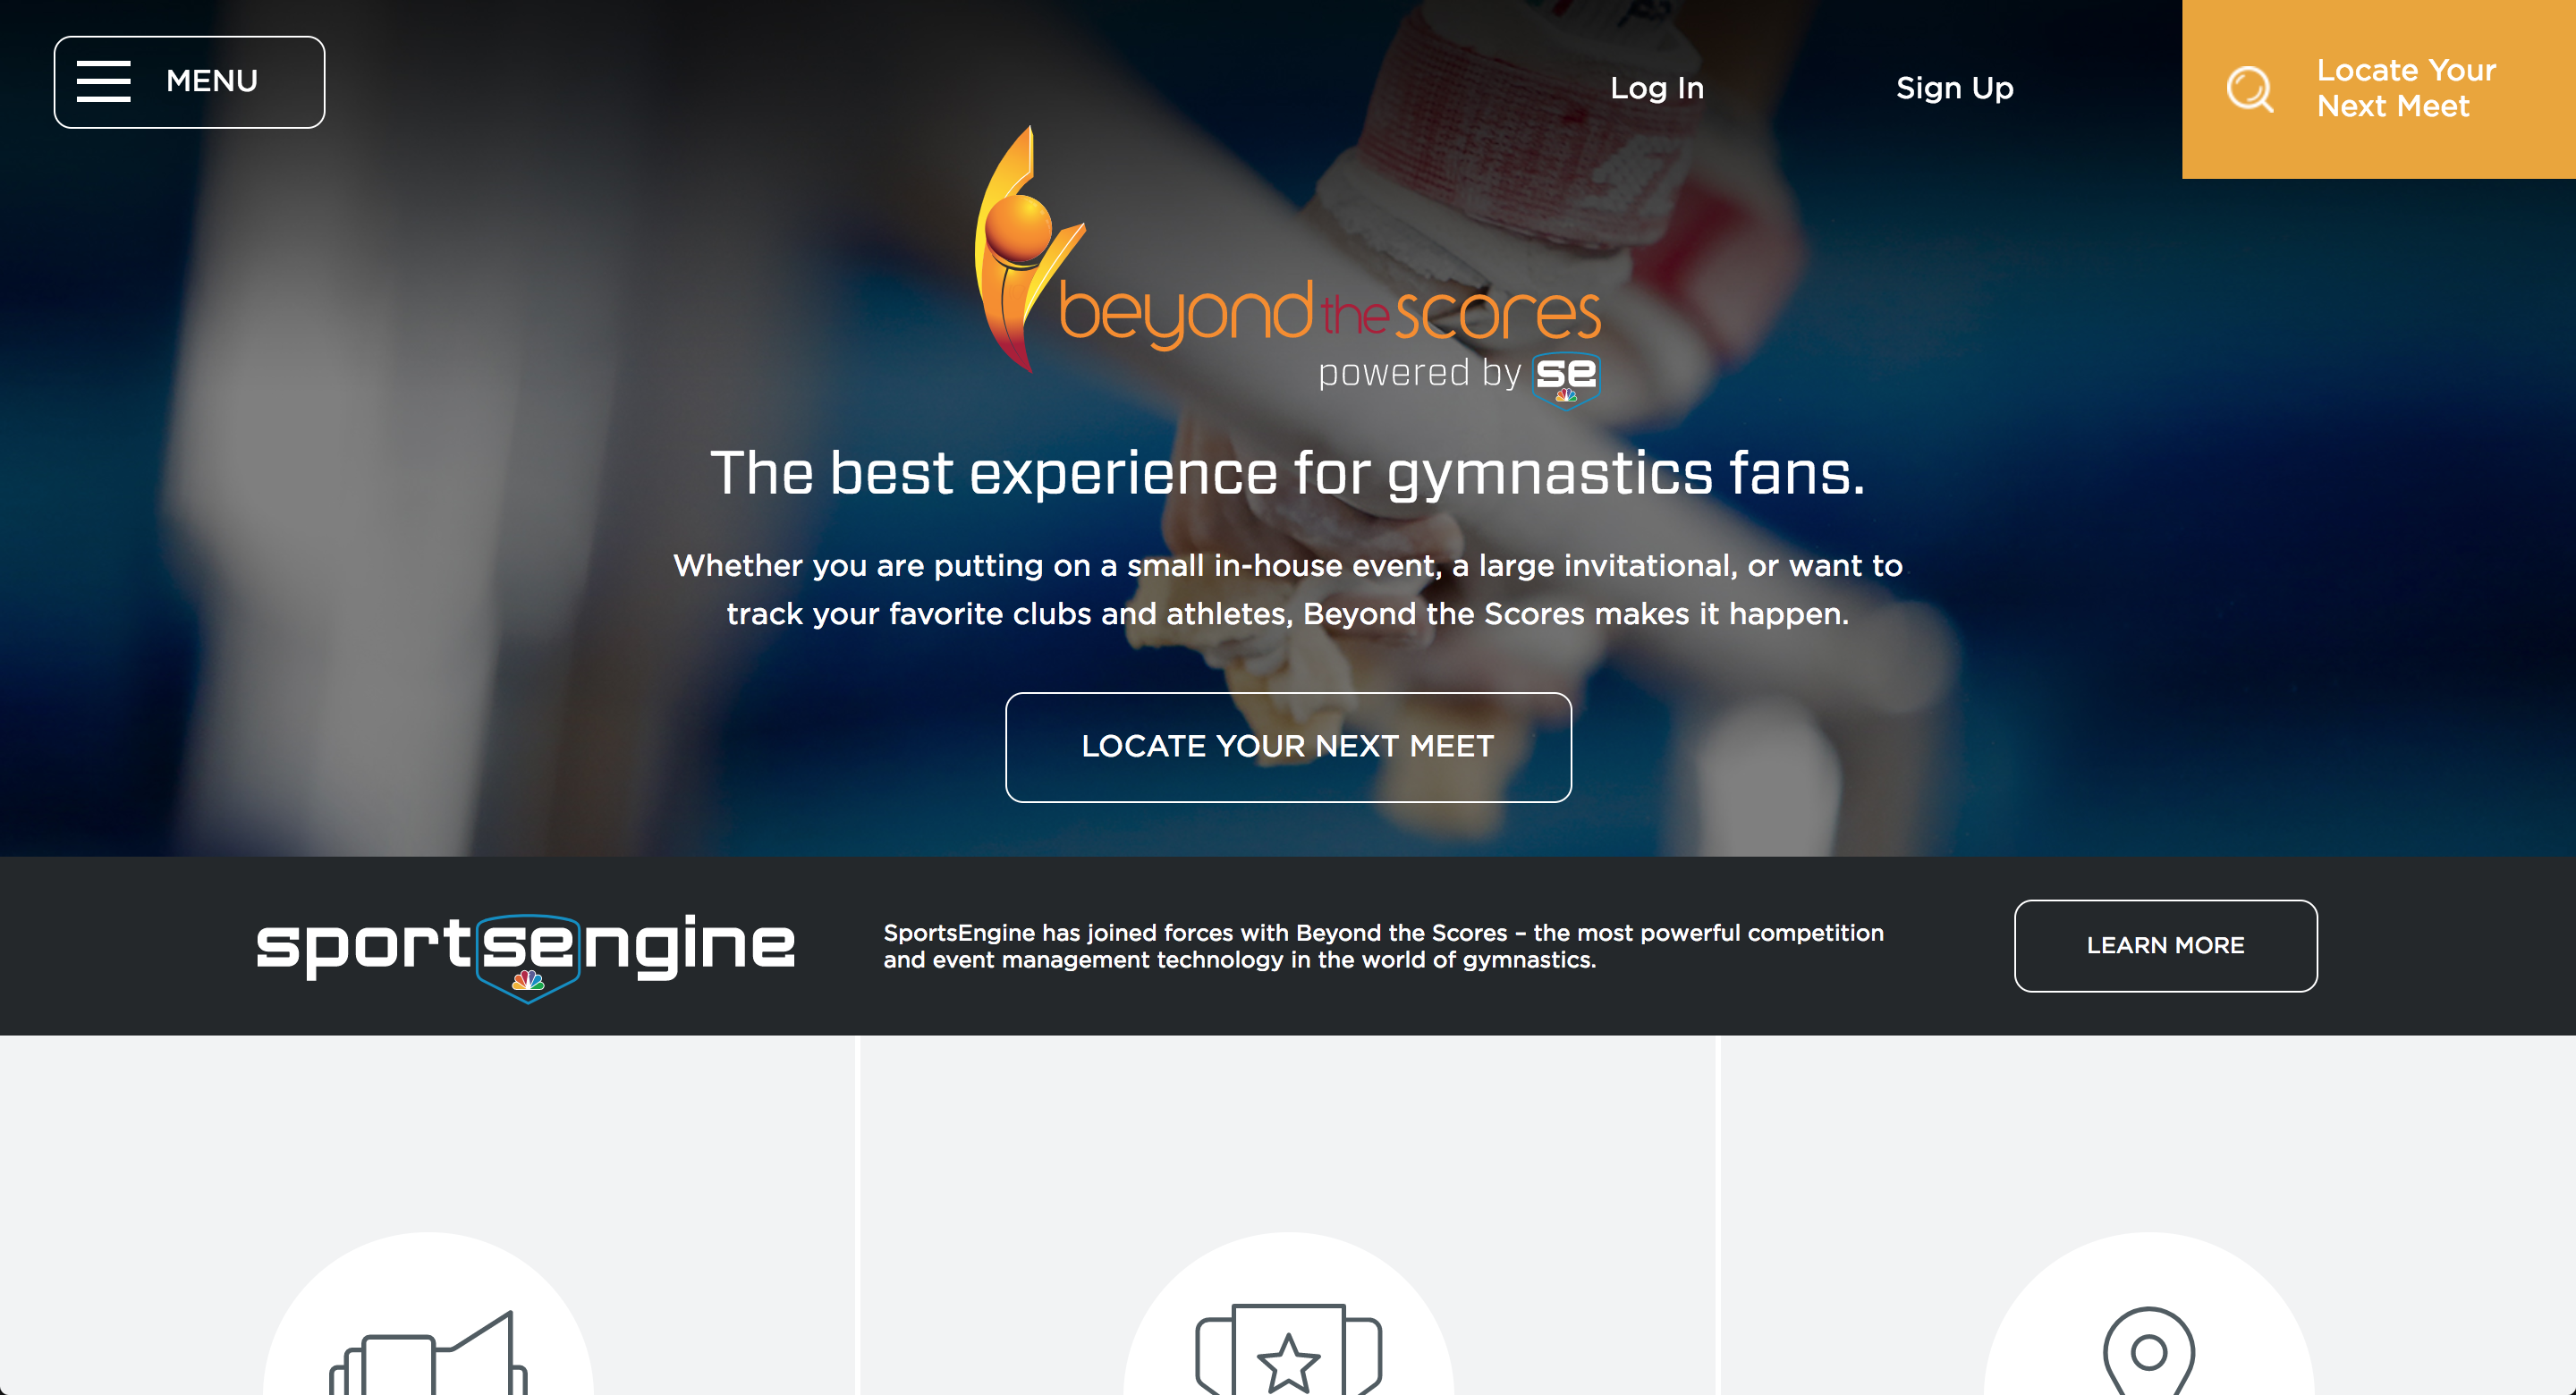 MENU
Log In
Sign Up
Locate Your
Next Meet
beyond the scores
powered by se
The best experience for gymnastics fans.
Whether you are putting on a small in-house event, a large invitational, or want to
track your favorite clubs and athletes, Beyond the Scores makes it happen.
LOCATE YOUR NEXT MEET
sportsengine
SportsEngine has joined forces with Beyond the Scores – the most powerful competition
and event management technology in the world of gymnastics.
LEARN MORE